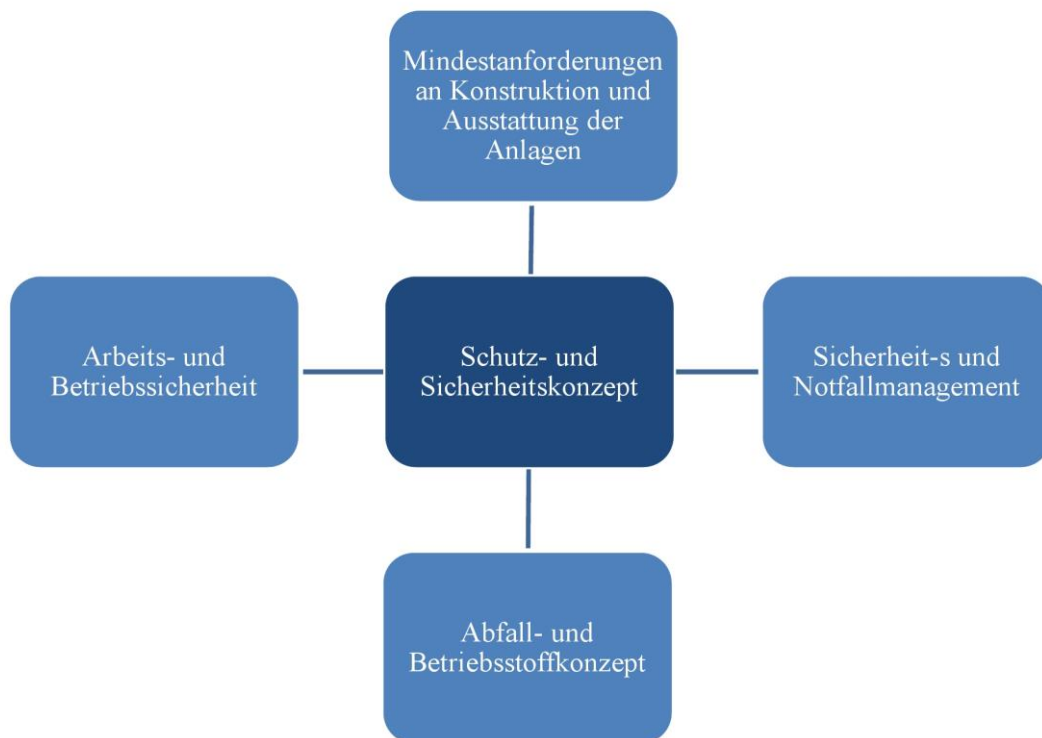 Mindestanforderungen
an Konstruktion und
Ausstattung der
Anlagen
Arbeits- und
Betriebssicherheit
Schutz- und
Sicherheitskonzept
Sicherheit-s und
Notfallmanagement
Abfall- und
Betriebsstoffkonzept